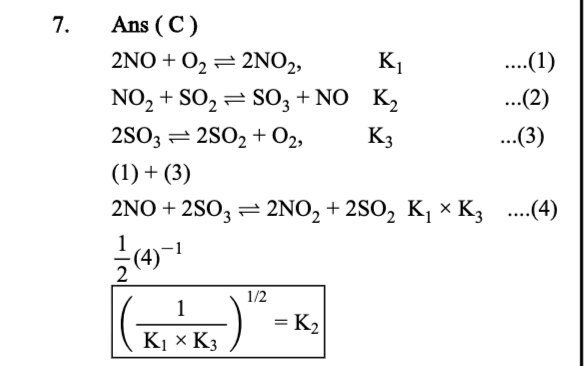 7. Ans ( C )
2NO + O₂ ⇌ 2NO₂, K₁ ....(1)
NO₂ + SO₂ ⇌ SO₃ + NO K₂ ...(2)
2SO₃ ⇌ 2SO₂ + O₂, K₃ ...(3)
(1) + (3)
2NO + 2SO₃ ⇌ 2NO₂ + 2SO₂ K₁ × K₃ ....(4)
1/2 (4)⁻¹
(1 / K₁ × K₃)^1/2 = K₂